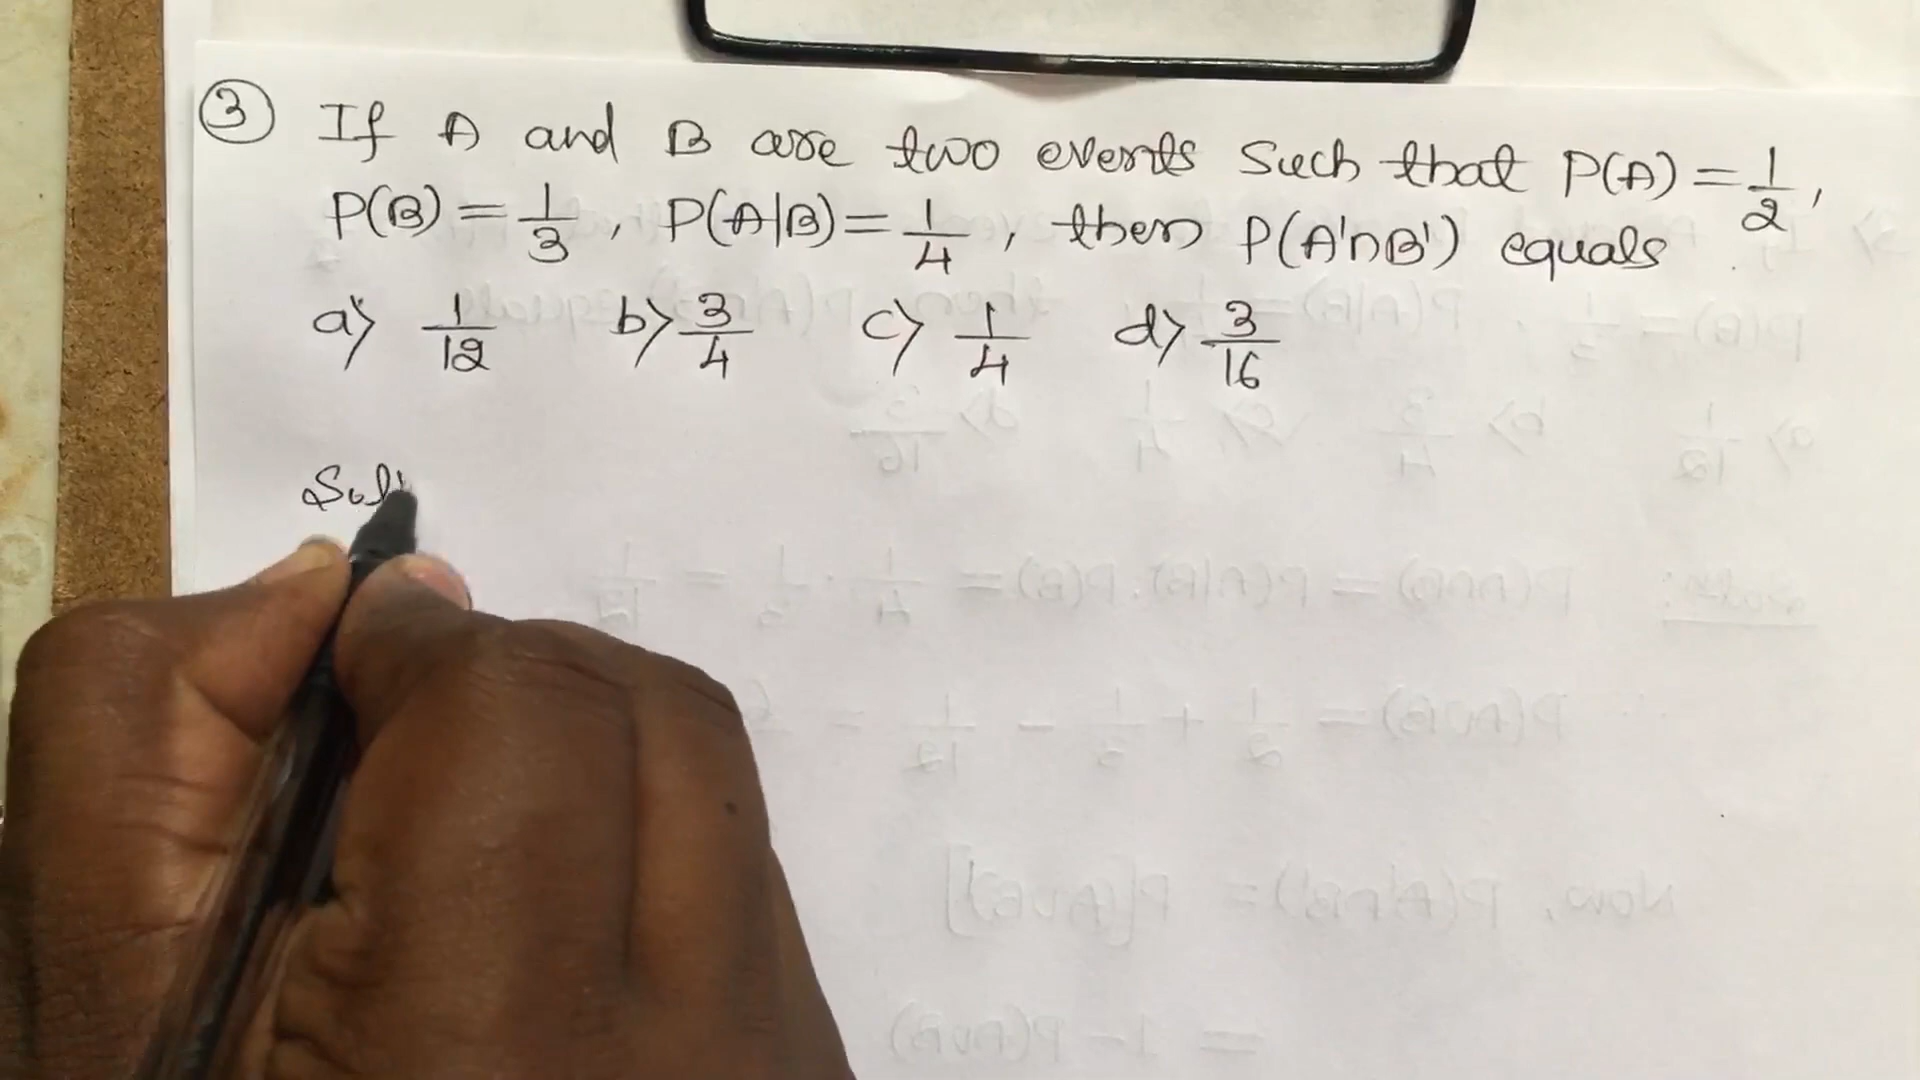 ③ If A and B are two events such that P(A) = 1/2,
P(B) = 1/3, P(A|B) = 1/4, then P(A'∩B') equals
a) 1/12 b) 3/4 c) 1/4 d) 3/16
Sol